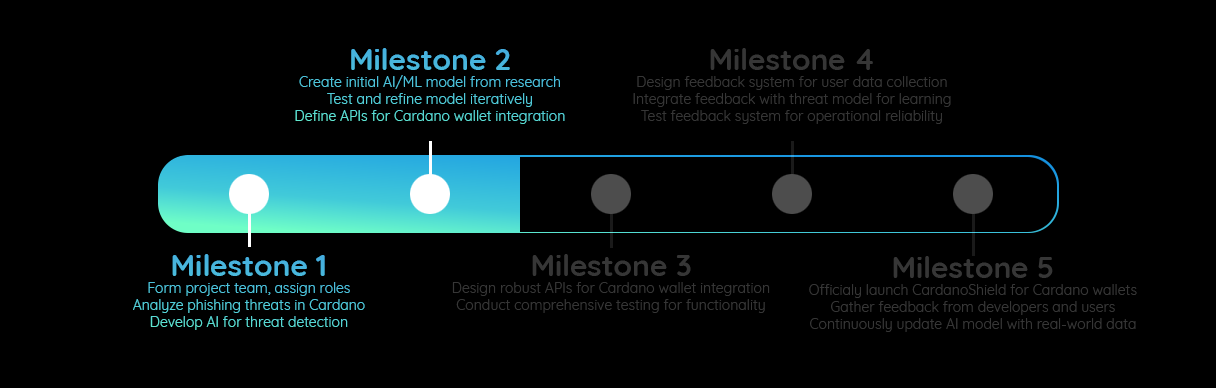 Milestone 2
Create initial AI/ML model from research
Test and refine model iteratively
Define APIs for Cardano wallet integration
Milestone 4
Design feedback system for user data collection
Integrate feedback with threat model for learning
Test feedback system for operational reliability
Milestone 1
Form project team, assign roles
Analyze phishing threats in Cardano
Develop AI for threat detection
Milestone 3
Design robust APIs for Cardano wallet integration
Conduct comprehensive testing for functionality
Milestone 5
Officialy launch CardanoShield for Cardano wallets
Gather feedback from developers and users
Continuously update AI model with real-world data